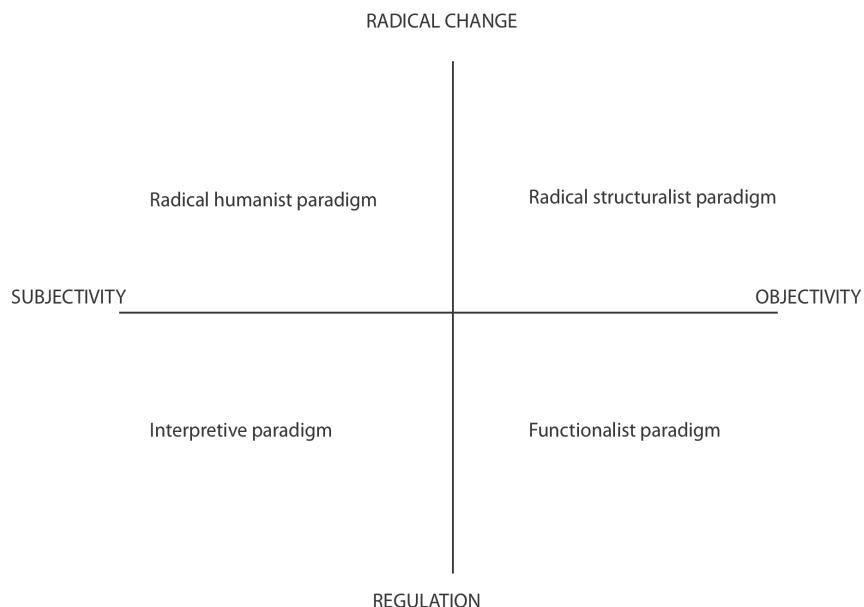 RADICAL CHANGE
Radical humanist paradigm
Radical structuralist paradigm
SUBJECTIVITY
OBJECTIVITY
Interpretive paradigm
Functionalist paradigm
REGULATION